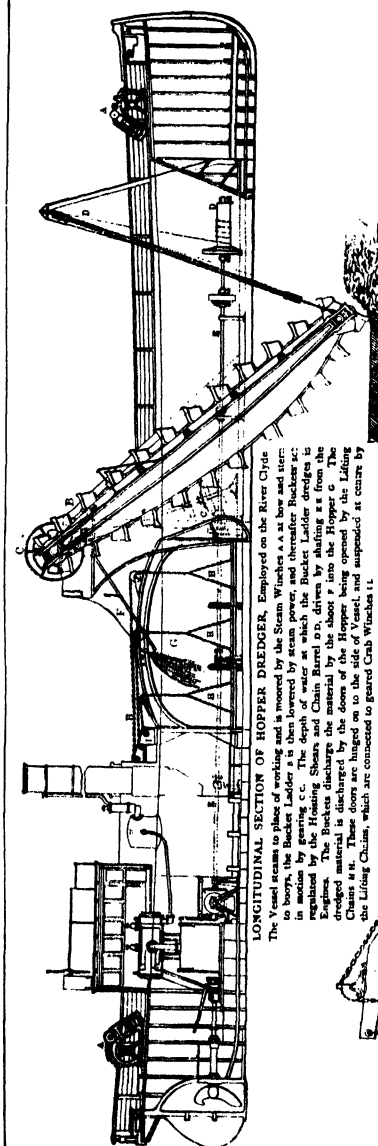 LONGITUDINAL SECTION OF HOPPER DREDGER, Employed on the River Clyde
The Vessel steams to place of working and is moored by the Steam Winches A A at bow and stern
to buoys, the Bucket Ladder B is then lowered by steam power, and thereafter Buckets set
in motion by gearing C C. The depth of water at which the Bucket Ladder dredges is
regulated by the Hoisting Shears and Chain Barrel D D, driven by shafting E E from the
Engines. The Buckets discharge the material by the shoot F into the Hopper G The
dredged material is discharged by the doors of the Hopper being opened by the Lifting
Chains H H. These doors are hinged on to the side of Vessel, and suspended at centre by
the Lifting Chains, which are connected to geared Crab Winches I I.
A
D
D
E
B
C
C
F
G
H
H
H
E
A